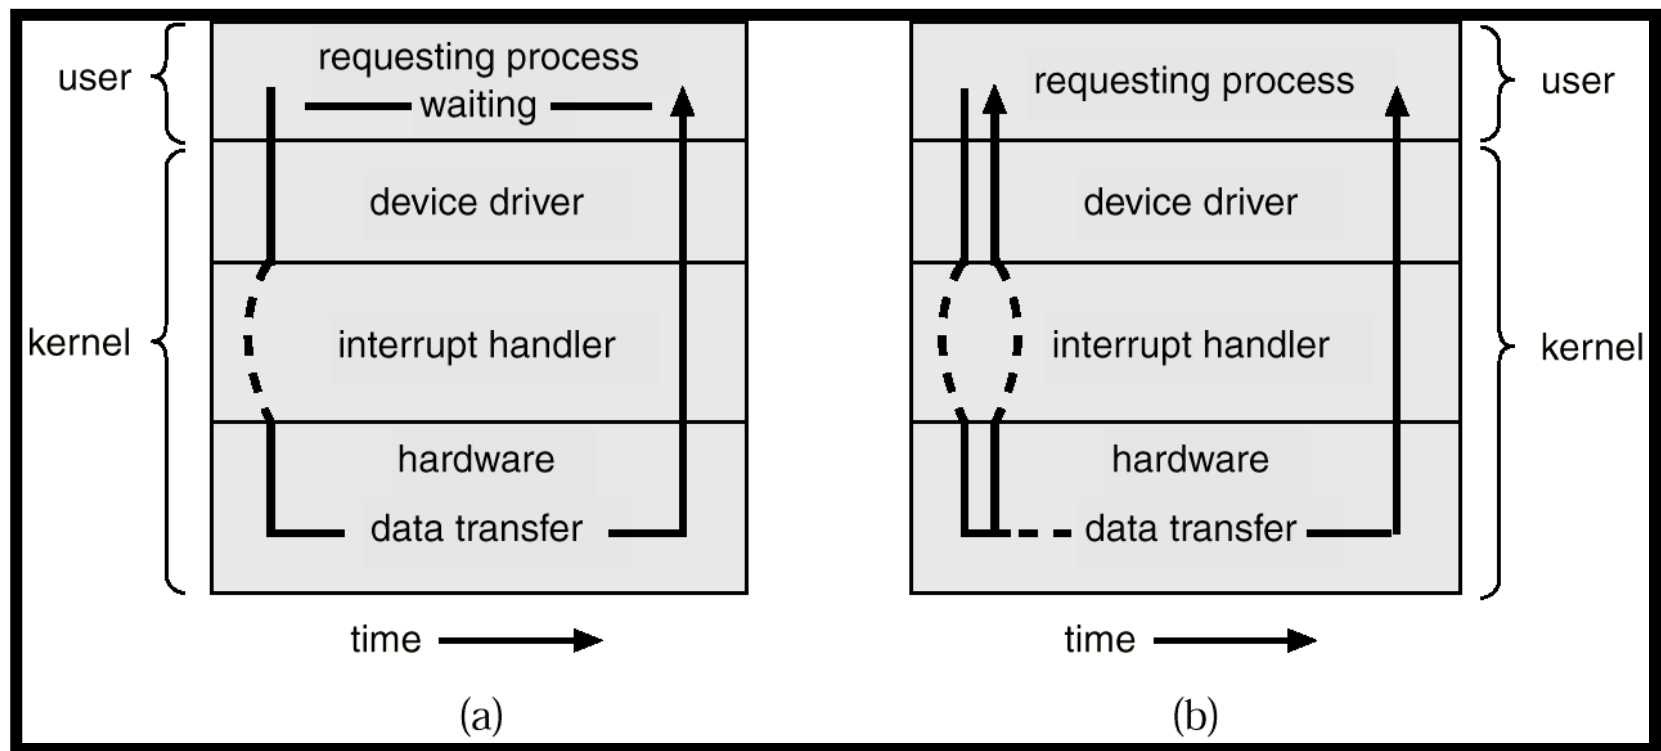 user
requesting process
waiting
device driver
kernel
interrupt handler
hardware
data transfer
time
(a)
requesting process
user
device driver
interrupt handler
kernel
hardware
data transfer
time
(b)